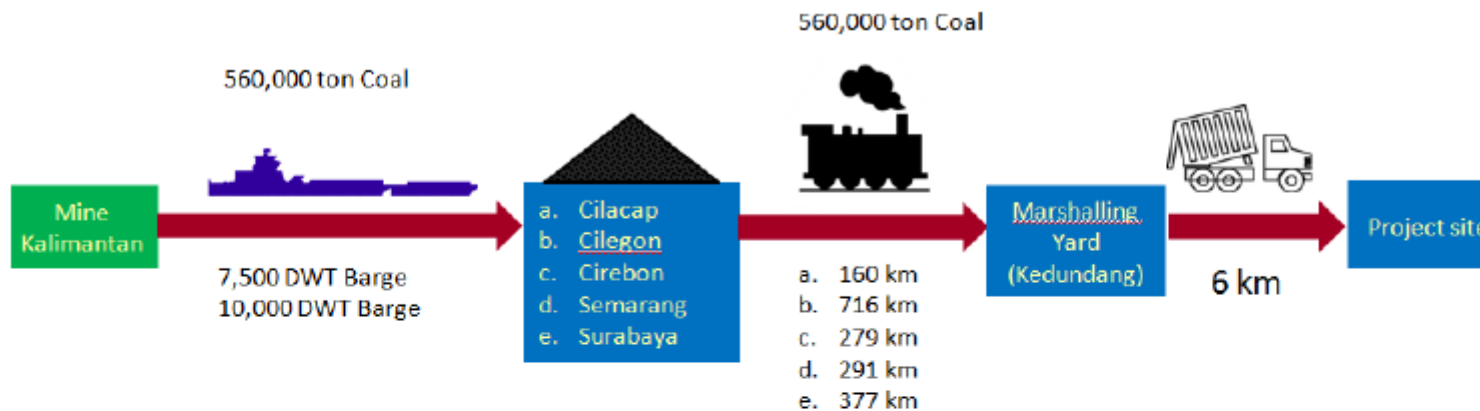 560,000 ton Coal
560,000 ton Coal
Mine
Kalimantan
7,500 DWT Barge
10,000 DWT Barge
a. Cilacap
b. Cilegon
c. Cirebon
d. Semarang
e. Surabaya
a. 160 km
b. 716 km
c. 279 km
d. 291 km
e. 377 km
Marshalling
Yard
(Kedundang)
6 km
Project site